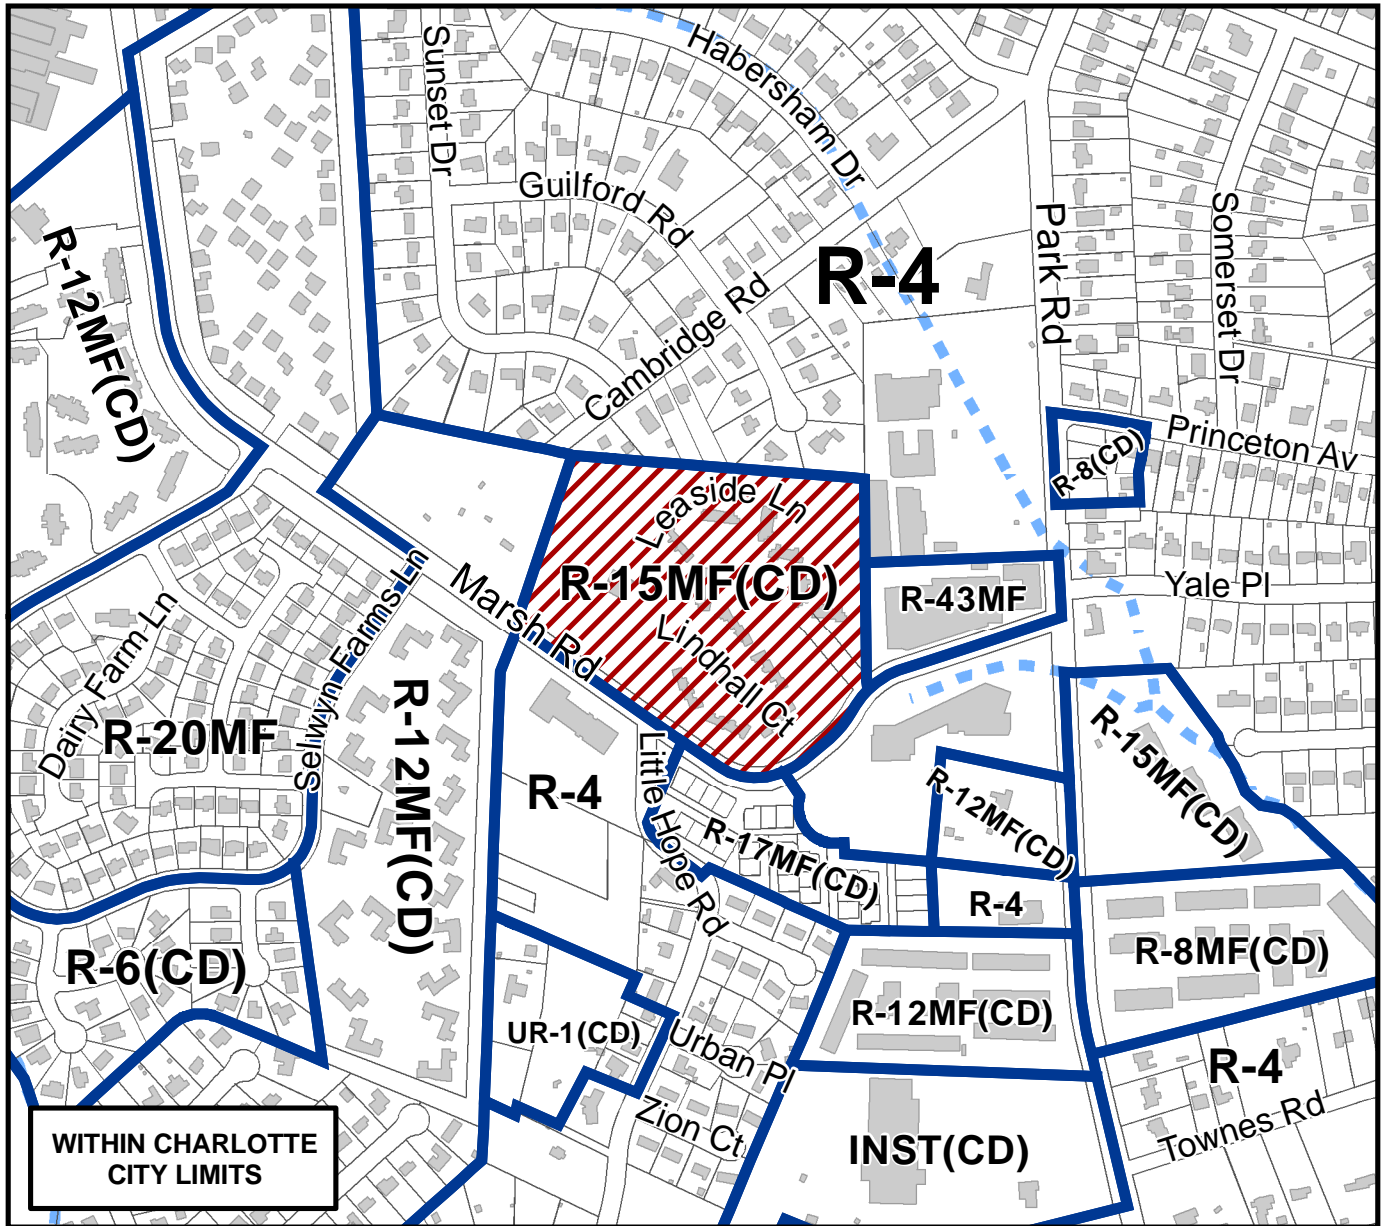 Sunset Dr
Habersham Dr
Guilford Rd
R-4
Park Rd
Somerset Dr
R-12MF(CD)
Cambridge Rd
Princeton Av
R-8(CD)
Leaside Ln
R-15MF(CD)
R-43MF
Yale Pl
Selwyn Farms Ln
Marsh Rd
Lindhall Ct
Dairy Farm Ln
R-20MF
R-12MF(CD)
R-4
Little Hope Rd
R-15MF(CD)
R-12MF(CD)
R-17MF(CD)
R-4
R-6(CD)
R-8MF(CD)
UR-1(CD)
R-12MF(CD)
Urban Pl
R-4
Zion Ct
Townes Rd
INST(CD)
WITHIN CHARLOTTE
CITY LIMITS